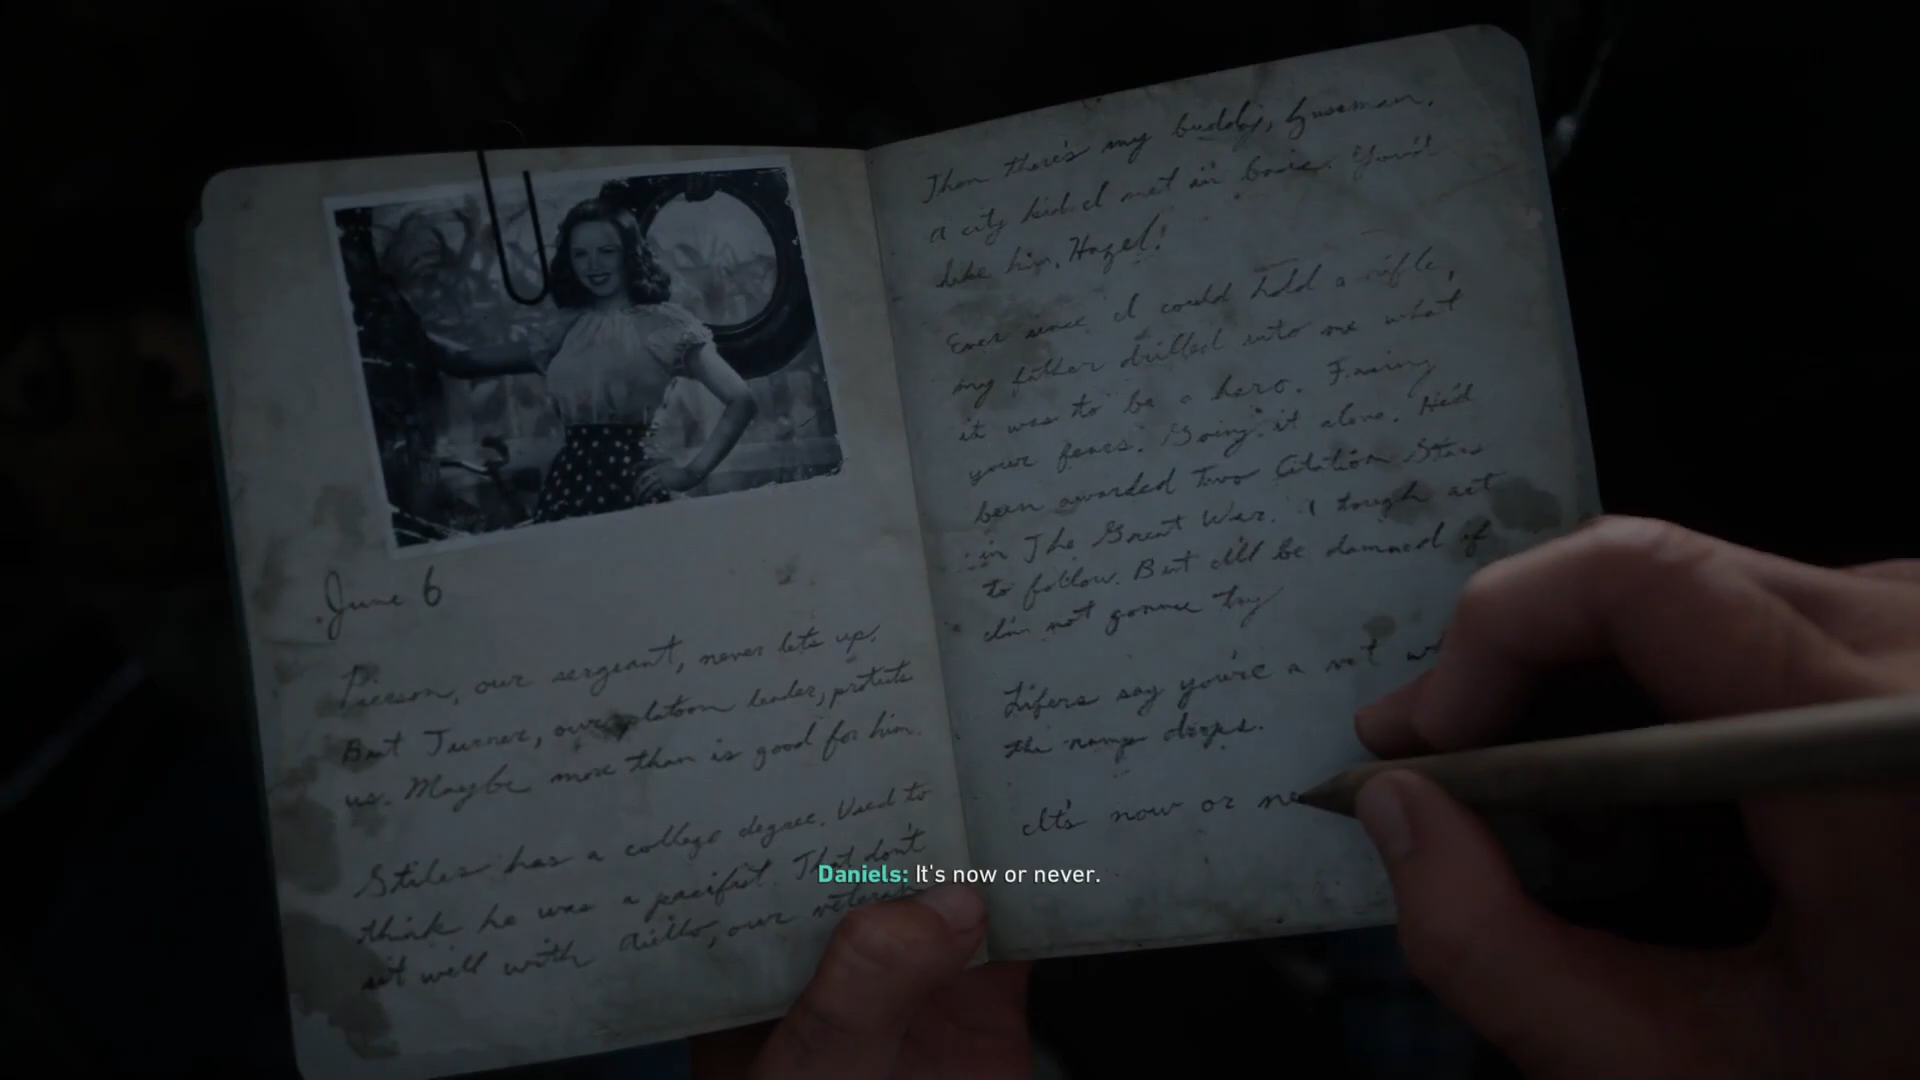 June 6
Pierson, our sergeant, never lets up.
But Turner, our platoon leader, protects
us. Maybe more than is good for him.
Stiles has a college degree. Used to
think he was a pacifist. That don't
sit well with Aiello, our veteran
Then there's my buddy, Zussman,
a city kid I met in basic. You'd
like him, Hazel!
Ever since I could hold a rifle,
my father drilled into me what
it was to be a hero. Facing
your fears. Going it alone. He'd
been awarded two Citation Stars
in The Great War. A tough act
to follow. But I'll be damned if
I'm not gonna try
Lifers say you're a vet
the ramp drops.
It's now or ne
Daniels: It's now or never.